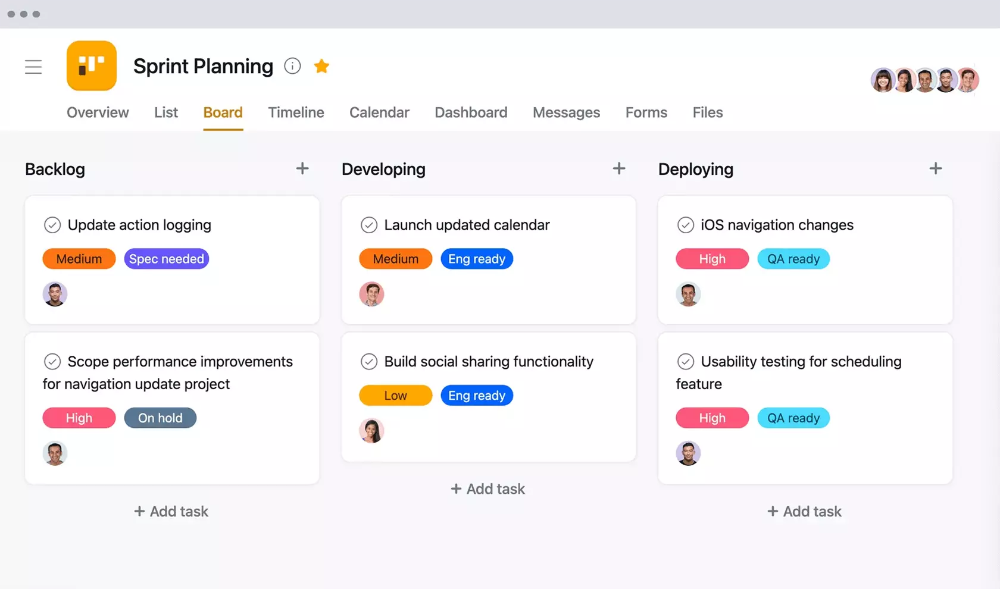 Sprint Planning
Overview List Board Timeline Calendar Dashboard Messages Forms Files
Backlog
Update action logging
Medium Spec needed
Scope performance improvements
for navigation update project
High On hold
+ Add task
Developing
Launch updated calendar
Medium Eng ready
Build social sharing functionality
Low Eng ready
+ Add task
Deploying
iOS navigation changes
High QA ready
Usability testing for scheduling
feature
High QA ready
+ Add task